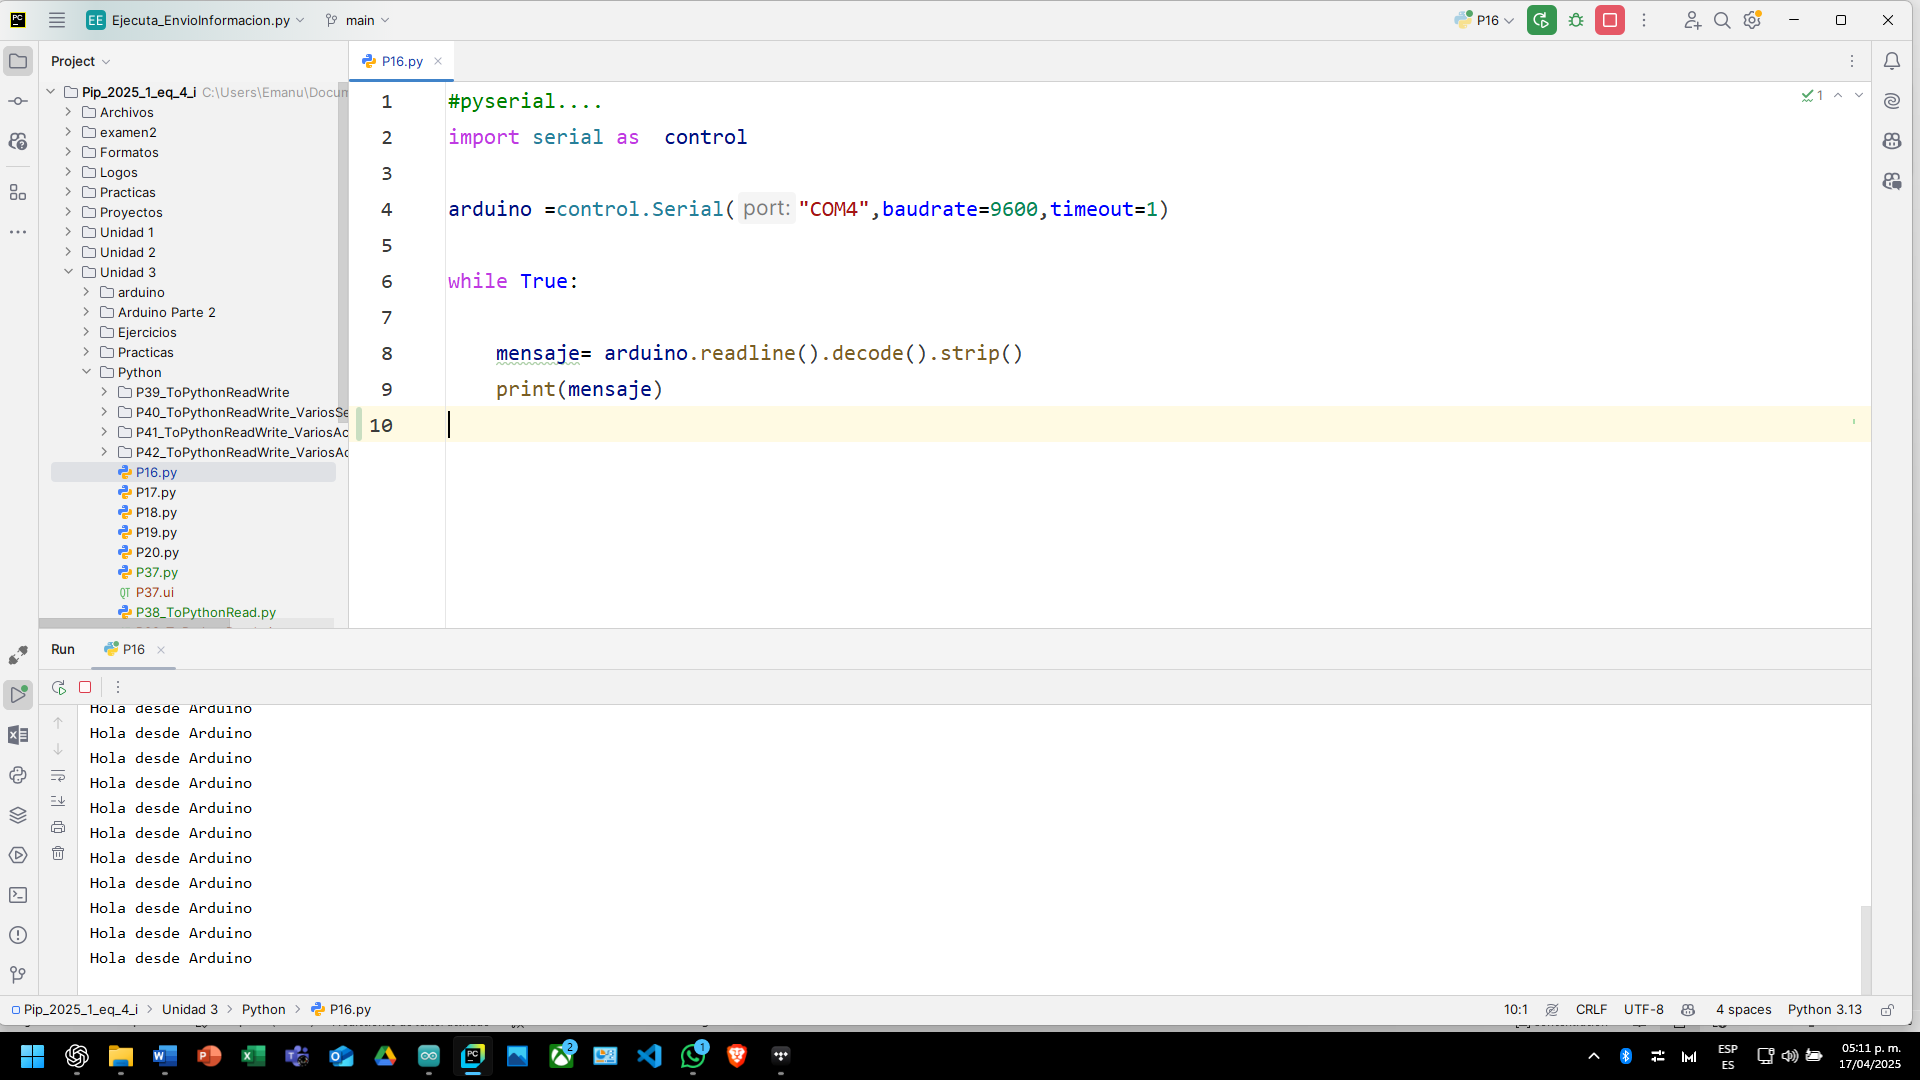 PC
EE Ejecuta_EnvioInformacion.py main P16
Project
P16.py
Pip_2025_1_eq_4_i C:\Users\Emanu\Docum
Archivos
examen2
Formatos
Logos
Practicas
Proyectos
Unidad 1
Unidad 2
Unidad 3
arduino
Arduino Parte 2
Ejercicios
Practicas
Python
P39_ToPythonReadWrite
P40_ToPythonReadWrite_VariosSe
P41_ToPythonReadWrite_VariosAc
P42_ToPythonReadWrite_VariosAc
P16.py
P17.py
P18.py
P19.py
P20.py
P37.py
QT P37.ui
P38_ToPythonRead.py
1 #pyserial....
2 import serial as  control
3
4 arduino =control.Serial( port: "COM4",baudrate=9600,timeout=1)
5
6 while True:
7
8 mensaje= arduino.readline().decode().strip()
9 print(mensaje)
10
1
Run P16
Hola desde Arduino
Hola desde Arduino
Hola desde Arduino
Hola desde Arduino
Hola desde Arduino
Hola desde Arduino
Hola desde Arduino
Hola desde Arduino
Hola desde Arduino
Hola desde Arduino
Hola desde Arduino
Pip_2025_1_eq_4_i > Unidad 3 > Python > P16.py
10:1 CRLF UTF-8 4 spaces Python 3.13
2
1
ESP
ES
05:11 p. m.
17/04/2025